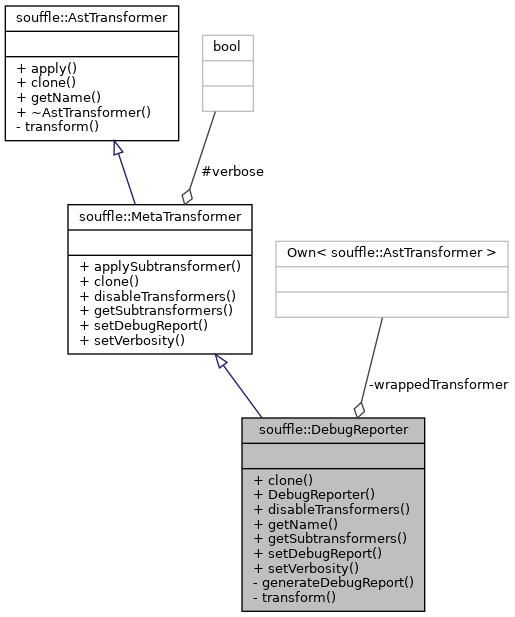 souffle::AstTransformer
+ apply()
+ clone()
+ getName()
+ ~AstTransformer()
- transform()
bool
#verbose
souffle::MetaTransformer
+ applySubtransformer()
+ clone()
+ disableTransformers()
+ getSubtransformers()
+ setDebugReport()
+ setVerbosity()
Own< souffle::AstTransformer >
-wrappedTransformer
souffle::DebugReporter
+ clone()
+ DebugReporter()
+ disableTransformers()
+ getName()
+ getSubtransformers()
+ setDebugReport()
+ setVerbosity()
- generateDebugReport()
- transform()